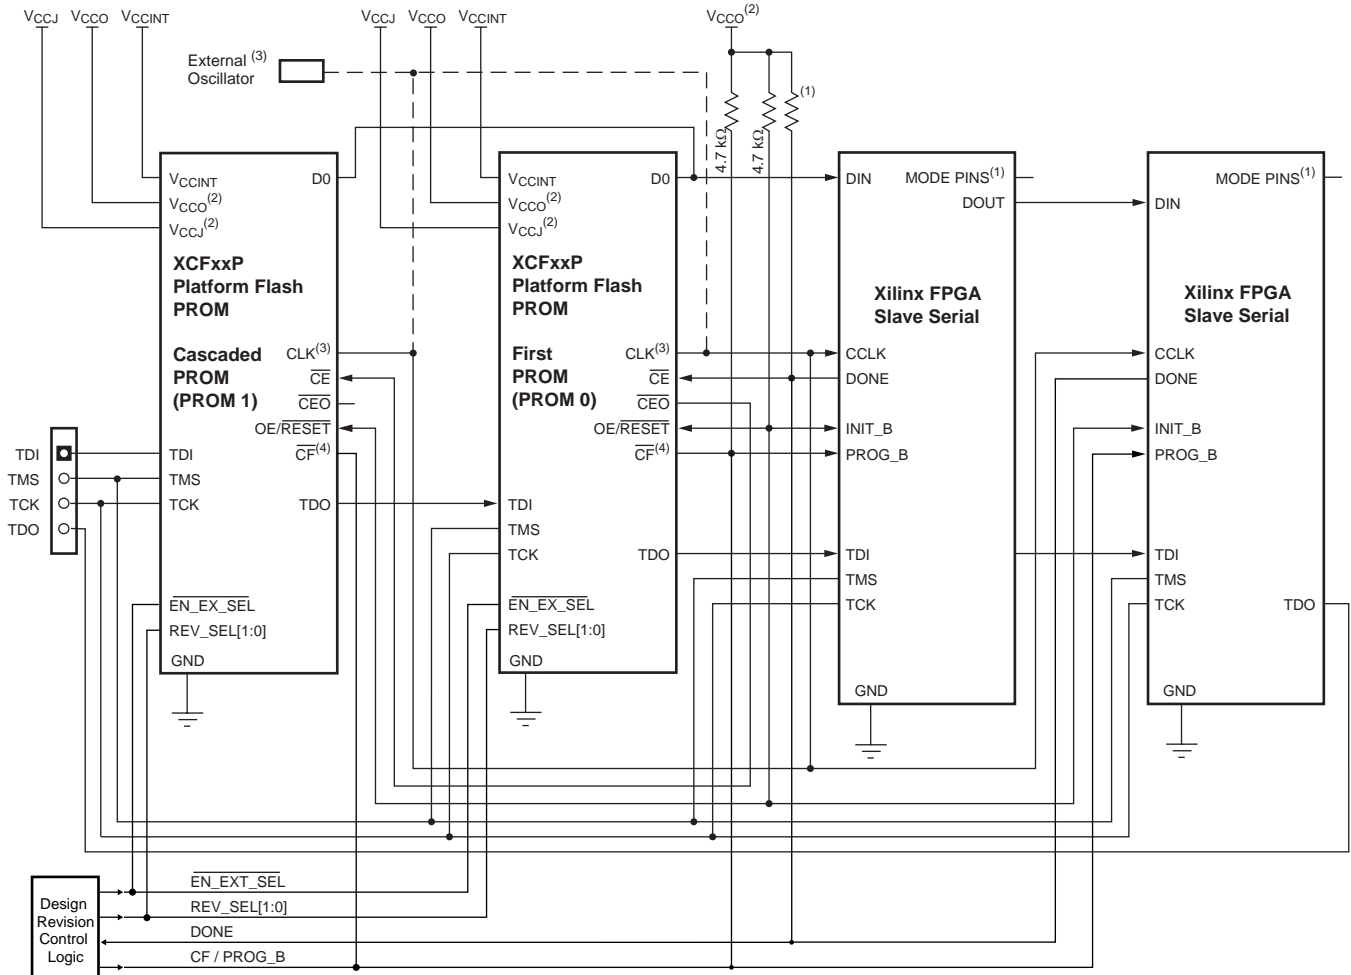 VCCJ VCCO VCCINT
VCCJ VCCO VCCINT
VCCO(2)
External (3)
Oscillator
(1)
4.7 kΩ
4.7 kΩ
VCCINT
VCCO(2)
VCCJ(2)
D0
XCFxxP
Platform Flash
PROM
Cascaded
PROM
(PROM 1)
CLK(3)
CE
CEO
OE/RESET
CF(4)
TDI
TMS
TCK
TDO
EN_EX_SEL
REV_SEL[1:0]
GND
TDI
TMS
TCK
TDO
VCCINT
VCCO(2)
VCCJ(2)
D0
XCFxxP
Platform Flash
PROM
First
PROM
(PROM 0)
CLK(3)
CE
CEO
OE/RESET
CF(4)
TDI
TMS
TCK
TDO
EN_EX_SEL
REV_SEL[1:0]
GND
DIN
MODE PINS(1)
DOUT
Xilinx FPGA
Slave Serial
CCLK
DONE
INIT_B
PROG_B
TDI
TMS
TCK
GND
MODE PINS(1)
DIN
Xilinx FPGA
Slave Serial
CCLK
DONE
INIT_B
PROG_B
TDI
TMS
TCK
TDO
GND
Design
Revision
Control
Logic
EN_EXT_SEL
REV_SEL[1:0]
DONE
CF / PROG_B